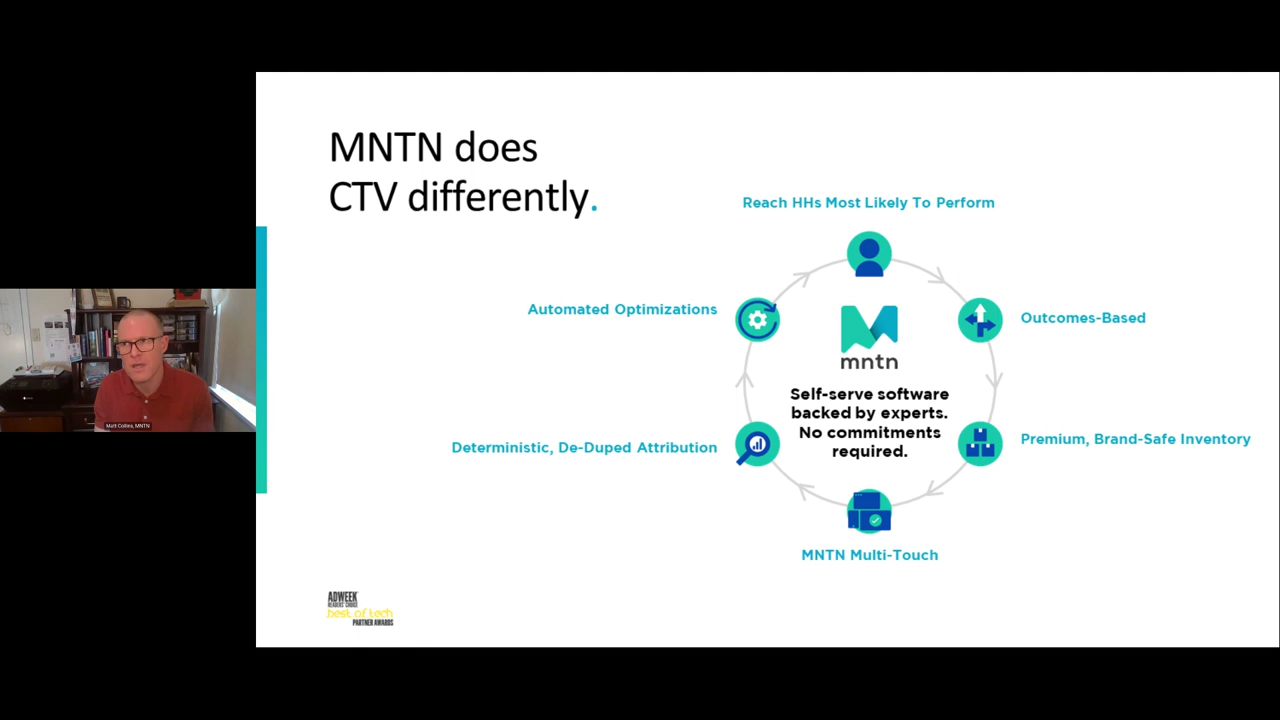 MNTN does
CTV differently.
Reach HHs Most Likely To Perform
Automated Optimizations
Outcomes-Based
mntn
Self-serve software
backed by experts.
No commitments
required.
Deterministic, De-Duped Attribution
Premium, Brand-Safe Inventory
MNTN Multi-Touch
Matt Collins, MNTN
ADWEEK
READERS' CHOICE
best of tech
PARTNER AWARDS